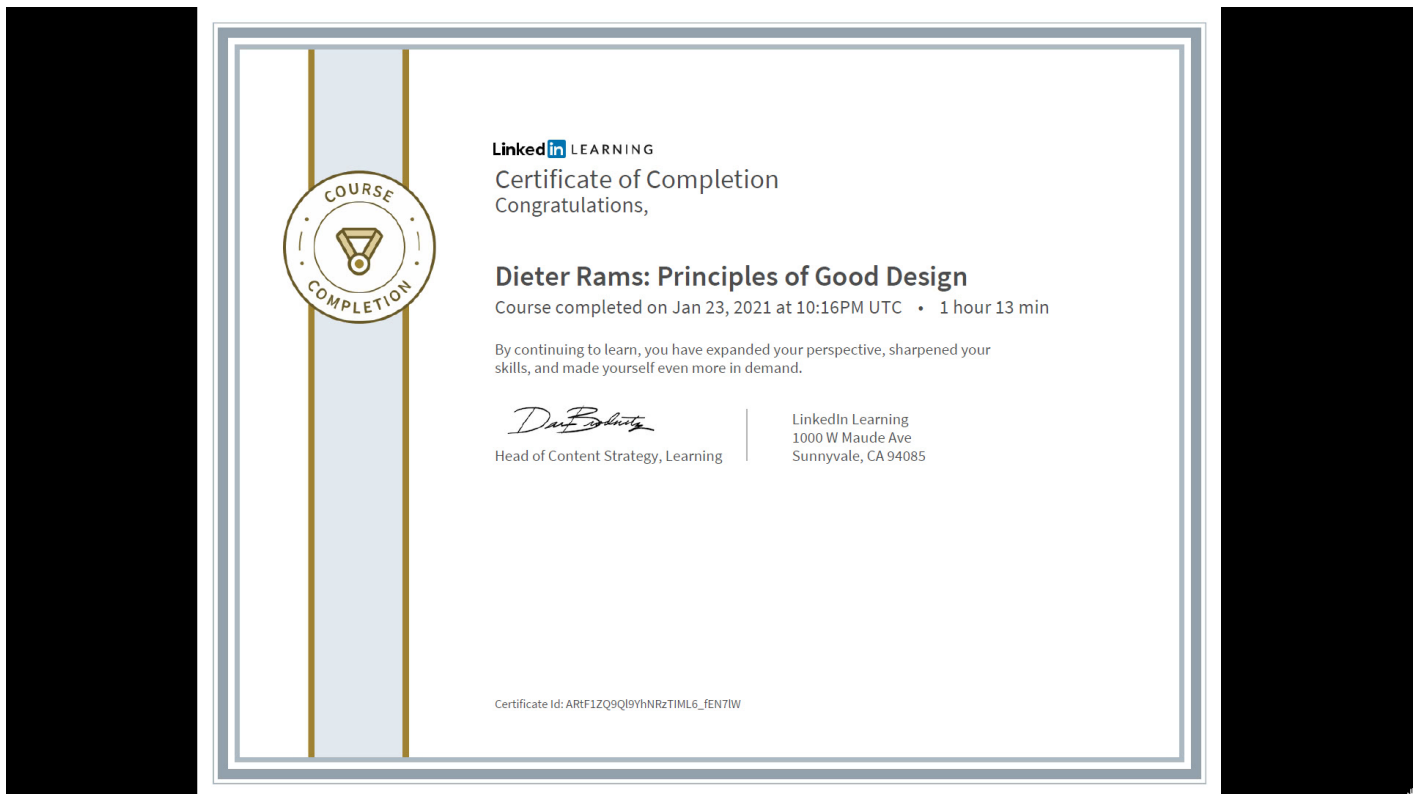 COURSE
COMPLETION
Linked in LEARNING
Certificate of Completion
Congratulations,
Dieter Rams: Principles of Good Design
Course completed on Jan 23, 2021 at 10:16PM UTC • 1 hour 13 min
By continuing to learn, you have expanded your perspective, sharpened your
skills, and made yourself even more in demand.
Head of Content Strategy, Learning
LinkedIn Learning
1000 W Maude Ave
Sunnyvale, CA 94085
Certificate Id: